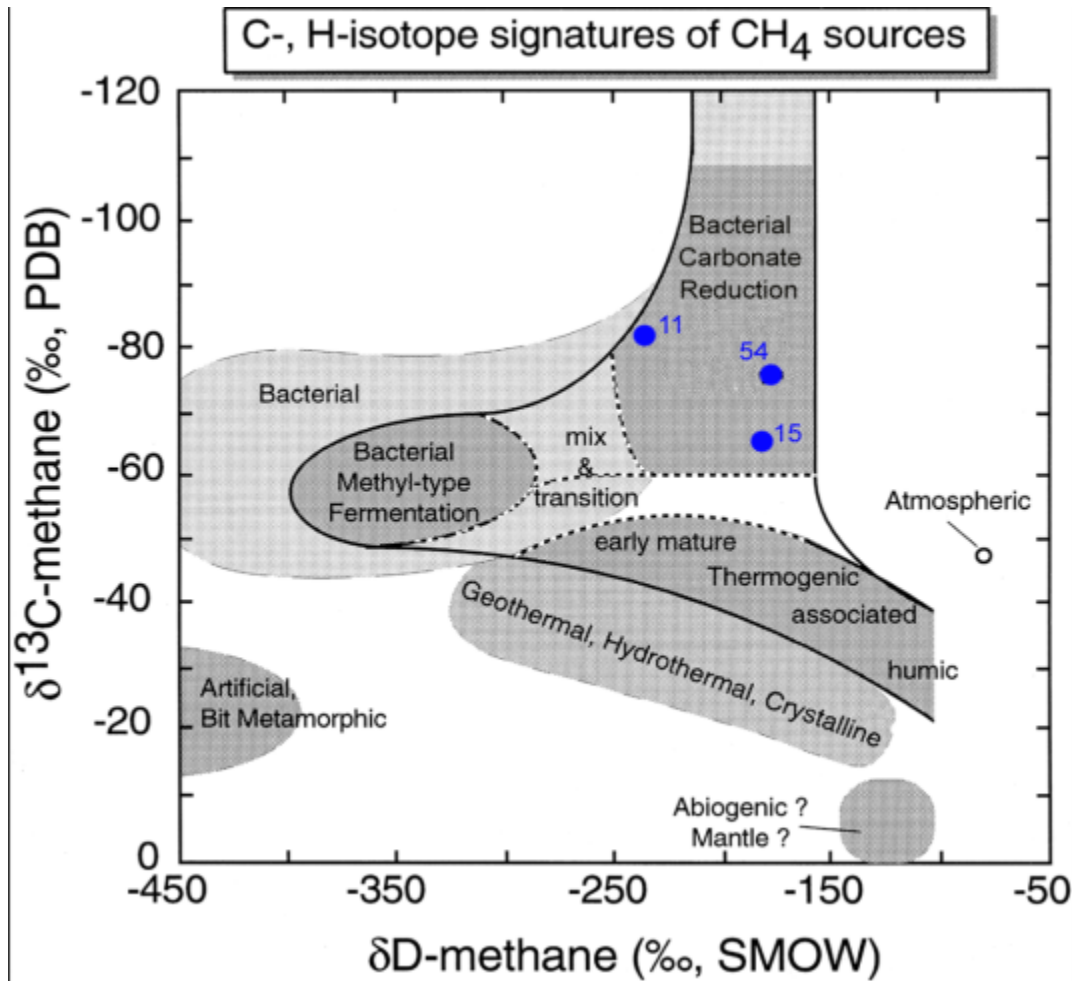 C-, H-isotope signatures of CH4 sources
-120
-100
-80
-60
-40
-20
0
δ13C-methane (‰, PDB)
Bacterial
Carbonate
Reduction
11
54
15
Bacterial
mix
&
transition
Bacterial
Methyl-type
Fermentation
Atmospheric
early mature
Thermogenic
associated
humic
Geothermal, Hydrothermal, Crystalline
Artificial,
Bit Metamorphic
Abiogenic ?
Mantle ?
-450
-350
-250
-150
-50
δD-methane (‰, SMOW)